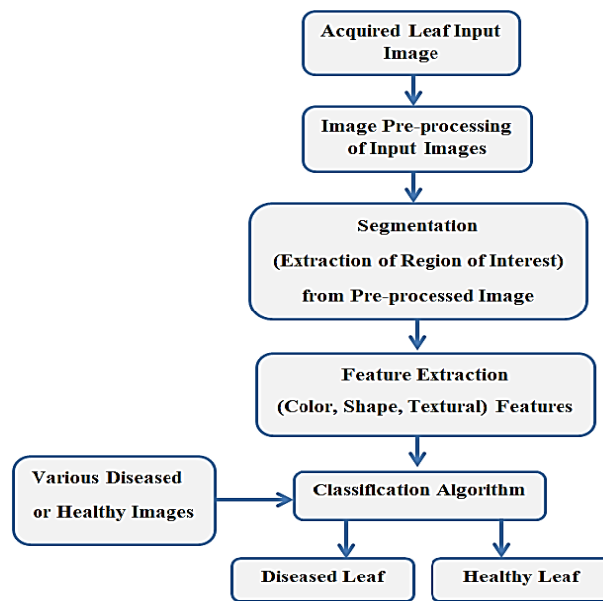 Acquired Leaf Input
Image
Image Pre-processing
of Input Images
Segmentation
(Extraction of Region of Interest)
from Pre-processed Image
Feature Extraction
(Color, Shape, Textural) Features
Various Diseased
or Healthy Images
Classification Algorithm
Diseased Leaf
Healthy Leaf